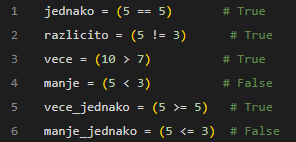 1 jednako = (5 == 5) # True
2 razlicito = (5 != 3) # True
3 vece = (10 > 7) # True
4 manje = (5 < 3) # False
5 vece_jednako = (5 >= 5) # True
6 manje_jednako = (5 <= 3) # False